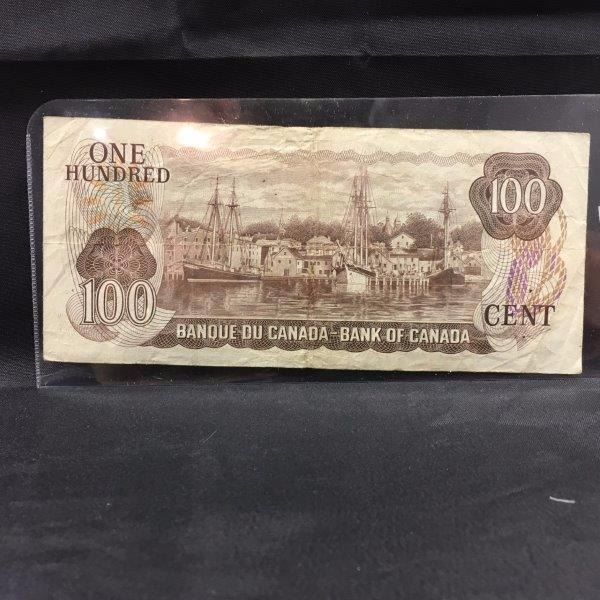 ONE
HUNDRED
100
100
CENT
BANQUE DU CANADA-BANK OF CANADA